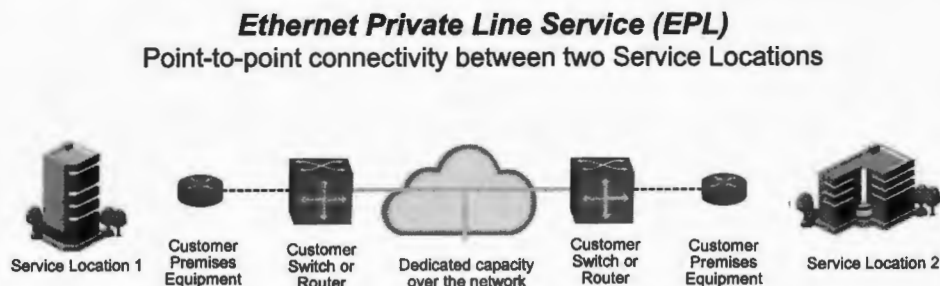 Ethernet Private Line Service (EPL)
Point-to-point connectivity between two Service Locations
Service Location 1
Customer
Premises
Equipment
Customer
Switch or
Router
Dedicated capacity
over the network
Customer
Switch or
Router
Customer
Premises
Equipment
Service Location 2